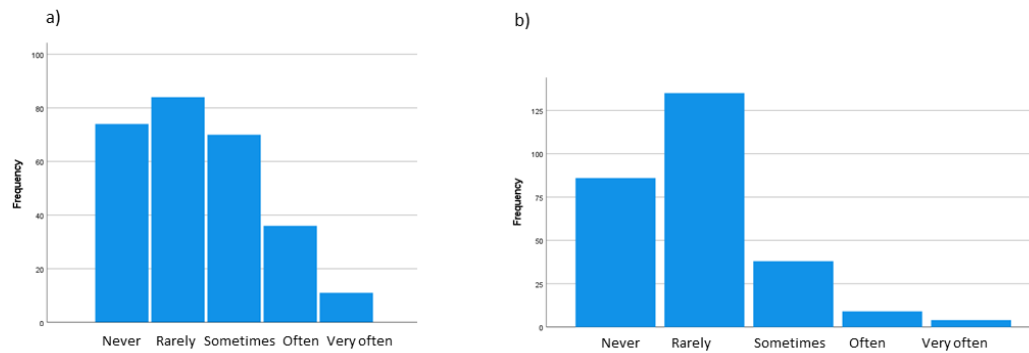 a)
100
80
60
40
20
0
Frequency
Never Rarely Sometimes Often Very often
b)
125
100
75
50
25
0
Frequency
Never Rarely Sometimes Often Very often